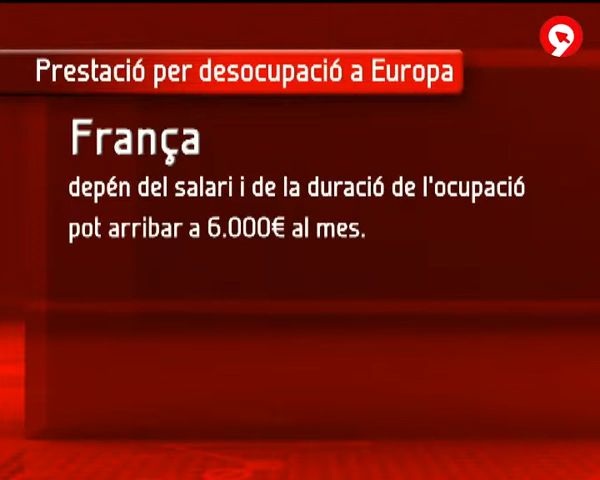 Prestació per desocupació a Europa
França
depén del salari i de la duració de l'ocupació
pot arribar a 6.000€ al mes.